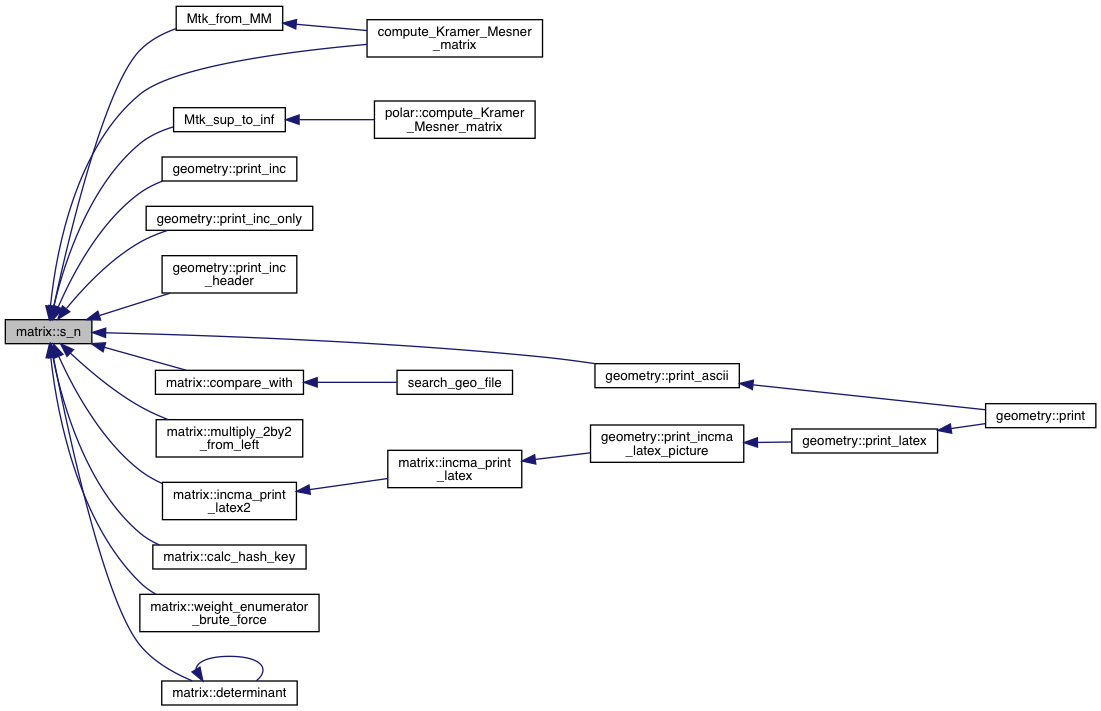 Mtk_from_MM
compute_Kramer_Mesner
_matrix
Mtk_sup_to_inf
polar::compute_Kramer
_Mesner_matrix
geometry::print_inc
geometry::print_inc_only
geometry::print_inc
_header
matrix::s_n
geometry::print_ascii
matrix::compare_with
search_geo_file
geometry::print
matrix::multiply_2by2
_from_left
geometry::print_incma
_latex_picture
geometry::print_latex
matrix::incma_print
_latex
matrix::incma_print
_latex2
matrix::calc_hash_key
matrix::weight_enumerator
_brute_force
matrix::determinant